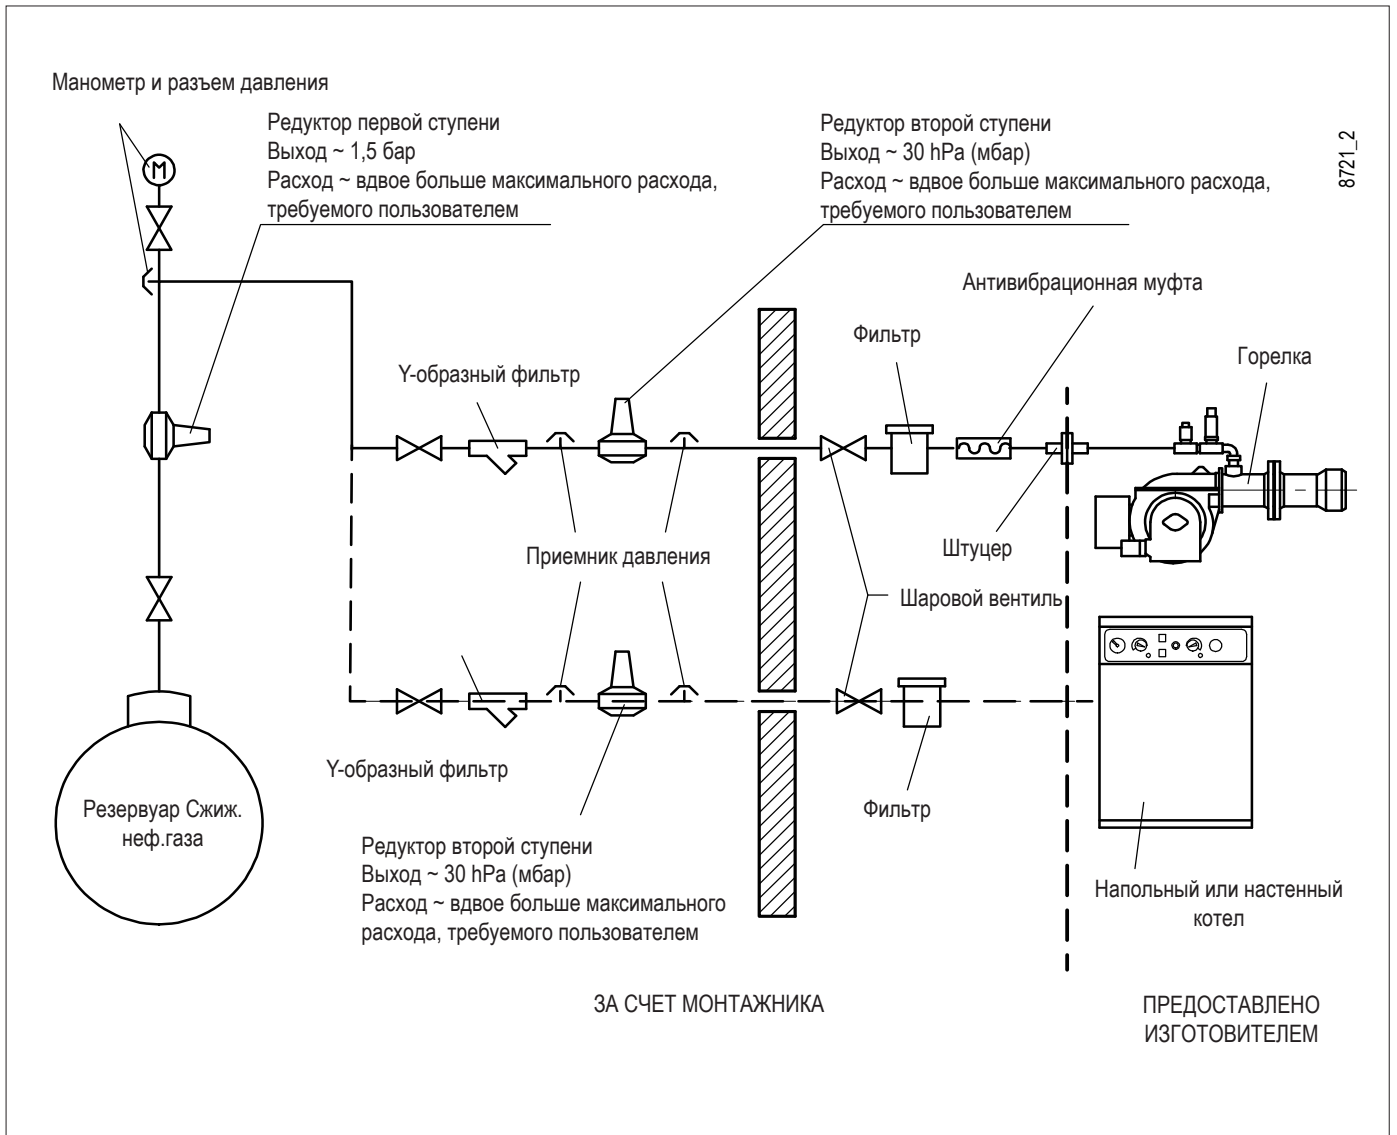 Манометр и разъем давления
Редуктор первой ступени
Выход ~ 1,5 бар
Расход ~ вдвое больше максимального расхода,
требуемого пользователем
Редуктор второй ступени
Выход ~ 30 hPa (мбар)
Расход ~ вдвое больше максимального расхода,
требуемого пользователем
8721_2
M
Антивибрационная муфта
Фильтр
Горелка
Y-образный фильтр
Приемник давления
Штуцер
Шаровой вентиль
Y-образный фильтр
Фильтр
Резервуар Сжиж.
неф.газа
Редуктор второй ступени
Выход ~ 30 hPa (мбар)
Расход ~ вдвое больше максимального
расхода, требуемого пользователем
Напольный или настенный
котел
ЗА СЧЕТ МОНТАЖНИКА
ПРЕДОСТАВЛЕНО
ИЗГОТОВИТЕЛЕМ